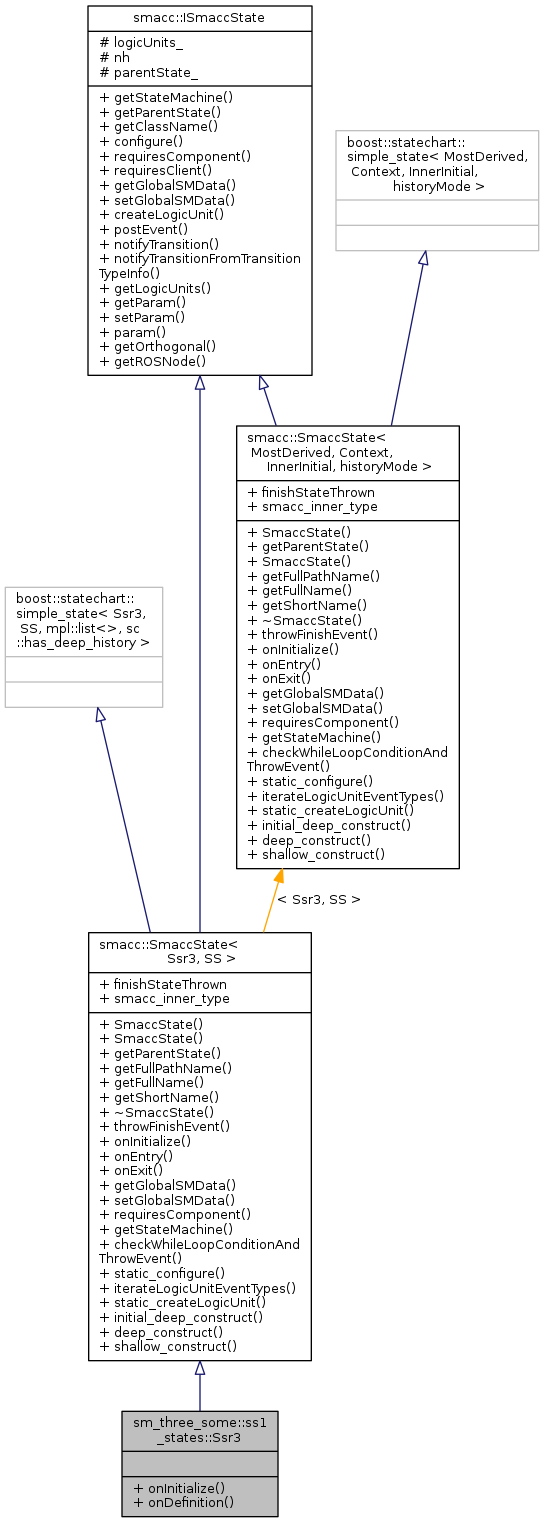 smacc::ISmaccState
# logicUnits_
# nh
# parentState_
+ getStateMachine()
+ getParentState()
+ getClassName()
+ configure()
+ requiresComponent()
+ requiresClient()
+ getGlobalSMData()
+ setGlobalSMData()
+ createLogicUnit()
+ postEvent()
+ notifyTransition()
+ notifyTransitionFromTransition
TypeInfo()
+ getLogicUnits()
+ getParam()
+ setParam()
+ param()
+ getOrthogonal()
+ getROSNode()
boost::statechart::
simple_state< MostDerived,
Context, InnerInitial,
historyMode >
smacc::SmaccState<
MostDerived, Context,
InnerInitial, historyMode >
+ finishStateThrown
+ smacc_inner_type
+ SmaccState()
+ getParentState()
+ SmaccState()
+ getFullPathName()
+ getFullName()
+ getShortName()
+ ~SmaccState()
+ throwFinishEvent()
+ onInitialize()
+ onEntry()
+ onExit()
+ getGlobalSMData()
+ setGlobalSMData()
+ requiresComponent()
+ getStateMachine()
+ checkWhileLoopConditionAnd
ThrowEvent()
+ static_configure()
+ iterateLogicUnitEventTypes()
+ static_createLogicUnit()
+ initial_deep_construct()
+ deep_construct()
+ shallow_construct()
boost::statechart::
simple_state< Ssr3,
SS, mpl::list<>, sc
::has_deep_history >
< Ssr3, SS >
smacc::SmaccState<
Ssr3, SS >
+ finishStateThrown
+ smacc_inner_type
+ SmaccState()
+ SmaccState()
+ getParentState()
+ getFullPathName()
+ getFullName()
+ getShortName()
+ ~SmaccState()
+ throwFinishEvent()
+ onInitialize()
+ onEntry()
+ onExit()
+ getGlobalSMData()
+ setGlobalSMData()
+ requiresComponent()
+ getStateMachine()
+ checkWhileLoopConditionAnd
ThrowEvent()
+ static_configure()
+ iterateLogicUnitEventTypes()
+ static_createLogicUnit()
+ initial_deep_construct()
+ deep_construct()
+ shallow_construct()
sm_three_some::ss1
_states::Ssr3
+ onInitialize()
+ onDefinition()